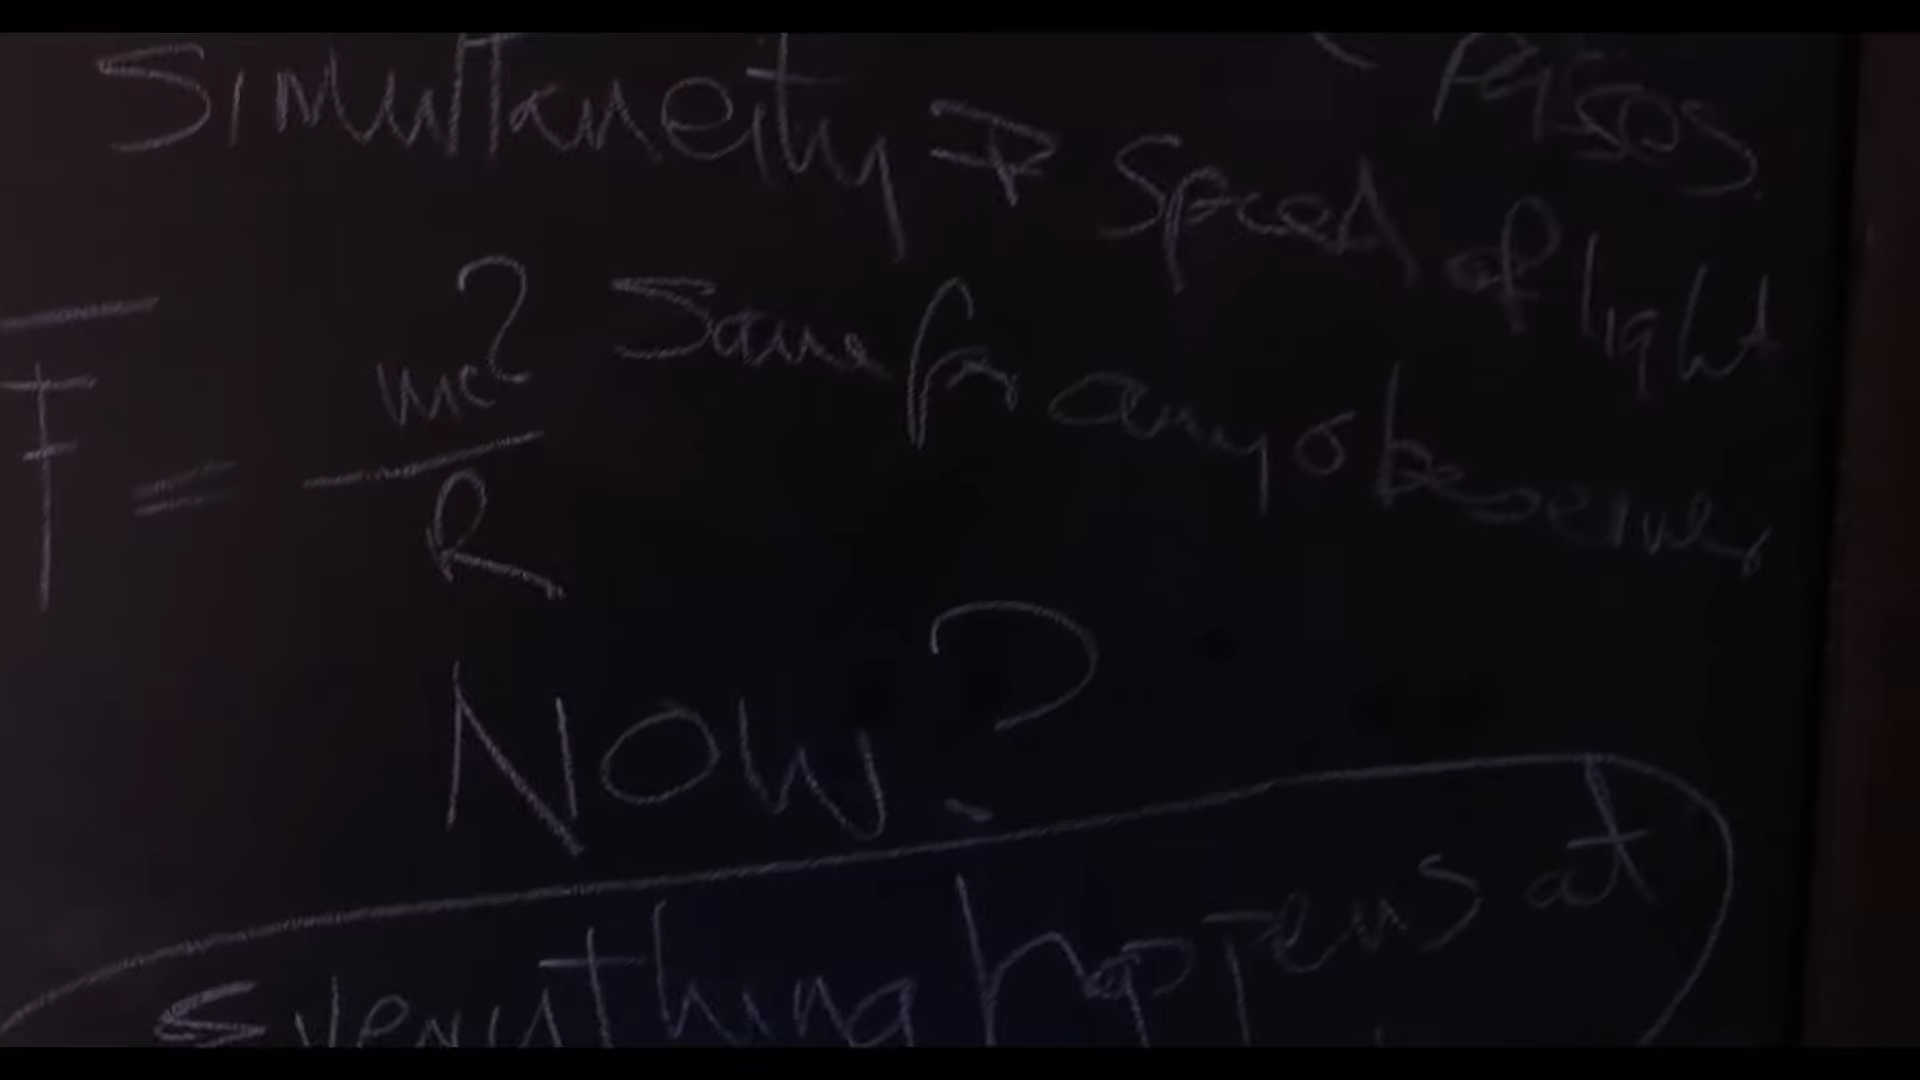 Simultaneity → Speed of light
Same for any observer
F = mc²
R
NOW?
Everything happens at